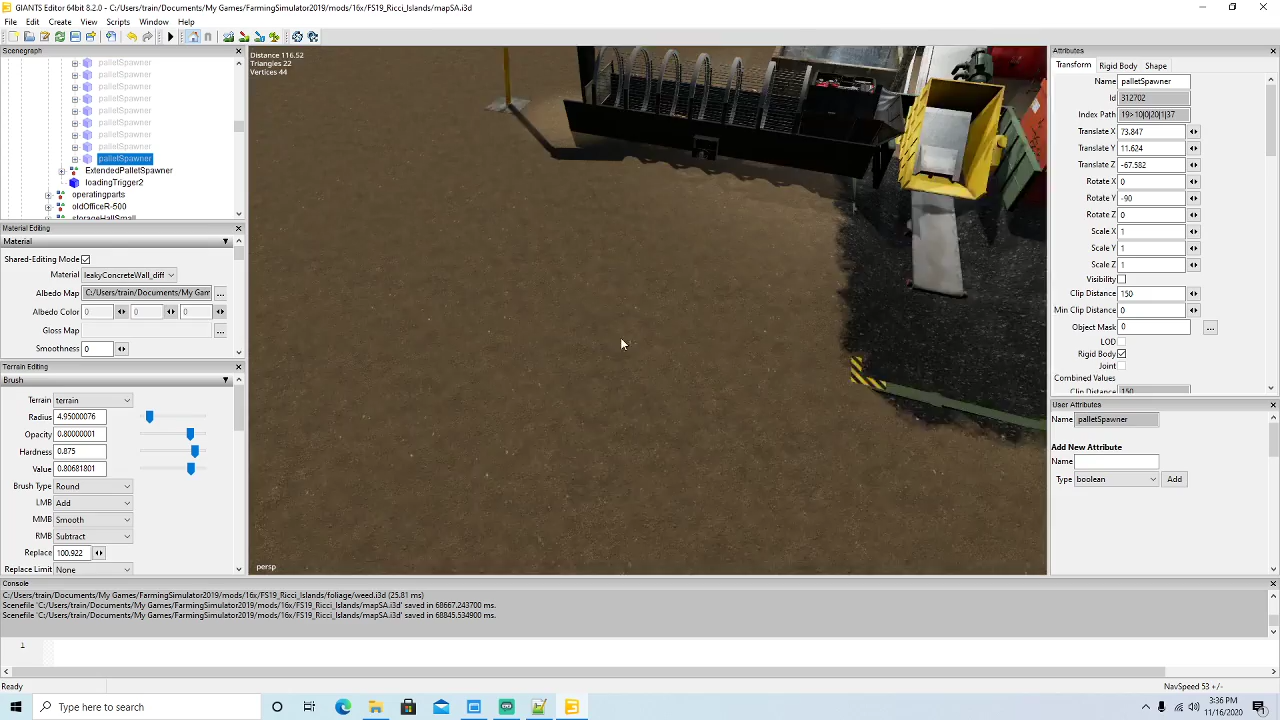 GIANTS Editor 64bit 8.2.0 - C:/Users/train/Documents/My Games/FarmingSimulator2019/mods/16x/FS19_Ricci_Islands/mapSA.i3d
File Edit Create View Scripts Window Help
Scenegraph
palletSpawner
palletSpawner
palletSpawner
palletSpawner
palletSpawner
palletSpawner
palletSpawner
palletSpawner
palletSpawner
ExtendedPalletSpawner
loadingTrigger2
operatingparts
oldOfficeR-500
storageHallSmall
Material Editing
Material
Shared-Editing Mode
Material leakyConcreteWall_diff
Albedo Map C:/Users/train/Documents/My Gam ...
Albedo Color 0 0 0
Gloss Map ...
Smoothness 0
Terrain Editing
Brush
Terrain terrain
Radius 4.95000076
Opacity 0.80000001
Hardness 0.875
Value 0.80681801
Brush Type Round
LMB Add
MMB Smooth
RMB Subtract
Replace 100.922
Replace Limit None
Distance 116.52
Triangles 22
Vertices 44
persp
Attributes
Transform Rigid Body Shape
Name palletSpawner
Id 312702
Index Path 19>10|0|20|1|37
Translate X 73.847
Translate Y 11.624
Translate Z -67.582
Rotate X 0
Rotate Y -90
Rotate Z 0
Scale X 1
Scale Y 1
Scale Z 1
Visibility
Clip Distance 150
Min Clip Distance 0
Object Mask 0 ...
LOD
Rigid Body
Joint
Combined Values
Clip Distance 150
User Attributes
Name palletSpawner
Add New Attribute
Name
Type boolean Add
Console
C:/Users/train/Documents/My Games/FarmingSimulator2019/mods/16x/FS19_Ricci_Islands/foliage/weed.i3d (25.81 ms)
Scenefile 'C:/Users/train/Documents/My Games/FarmingSimulator2019/mods/16x/FS19_Ricci_Islands/mapSA.i3d' saved in 68667.243700 ms.
Scenefile 'C:/Users/train/Documents/My Games/FarmingSimulator2019/mods/16x/FS19_Ricci_Islands/mapSA.i3d' saved in 68845.534900 ms.
1
Ready
NavSpeed 53 +/-
Type here to search
3:36 PM
11/16/2020